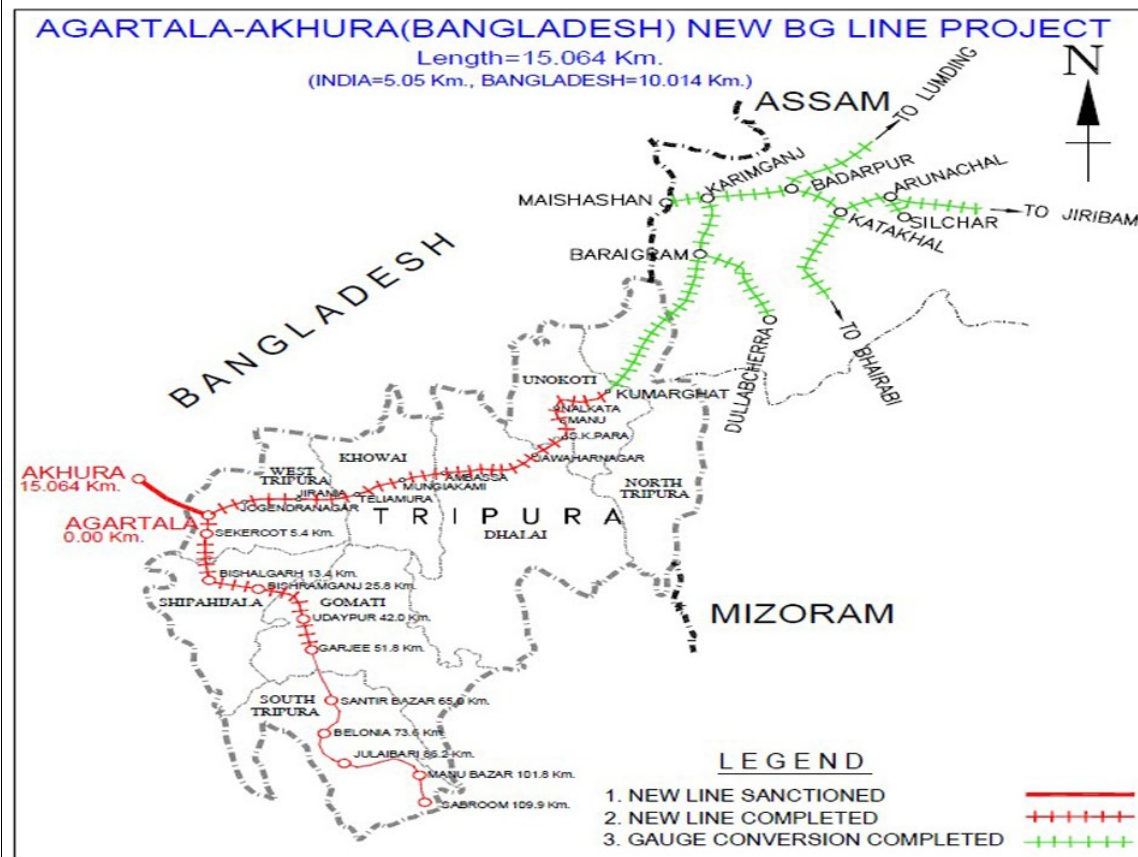 AGARTALA-AKHURA(BANGLADESH) NEW BG LINE PROJECT
Length=15.064 Km.
(INDIA=5.05 Km., BANGLADESH=10.014 Km.)
N
ASSAM
TO LUMDING
KARIMGANJ
BADARPUR
ARUNACHAL
MAISHASHAN
SILCHAR
TO JIRIBAM
KATAKHAL
BARAIGRAM
BANGLADESH
DULLABCHERRA
TO BHAIRABI
UNOKOTI
KUMARGHAT
NALKATA
MANU
S.K.PARA
JAWAHARNAGAR
KHOWAI
AMBASSA
MUNGIAKAMI
WEST
TRIPURA
JIRANIA
TELIAMURA
JOGENDRANAGAR
NORTH
TRIPURA
AKHURA
15.064 Km.
AGARTALA
0.00 Km.
TRIPURA
DHALAI
SEKERCOT 5.4 Km.
BISHALGARH 13.4 Km.
BISHRAMGANJ 25.8 Km.
SHIPAHIJALA
GOMATI
UDAYPUR 42.0 Km.
GARJEE 51.8 Km.
MIZORAM
SOUTH
TRIPURA
SANTIR BAZAR 65.0 Km.
BELONIA 73.6 Km.
JULAIBARI 86.2 Km.
MANU BAZAR 101.8 Km.
SABROOM 109.9 Km.
LEGEND
1. NEW LINE SANCTIONED
2. NEW LINE COMPLETED
3. GAUGE CONVERSION COMPLETED